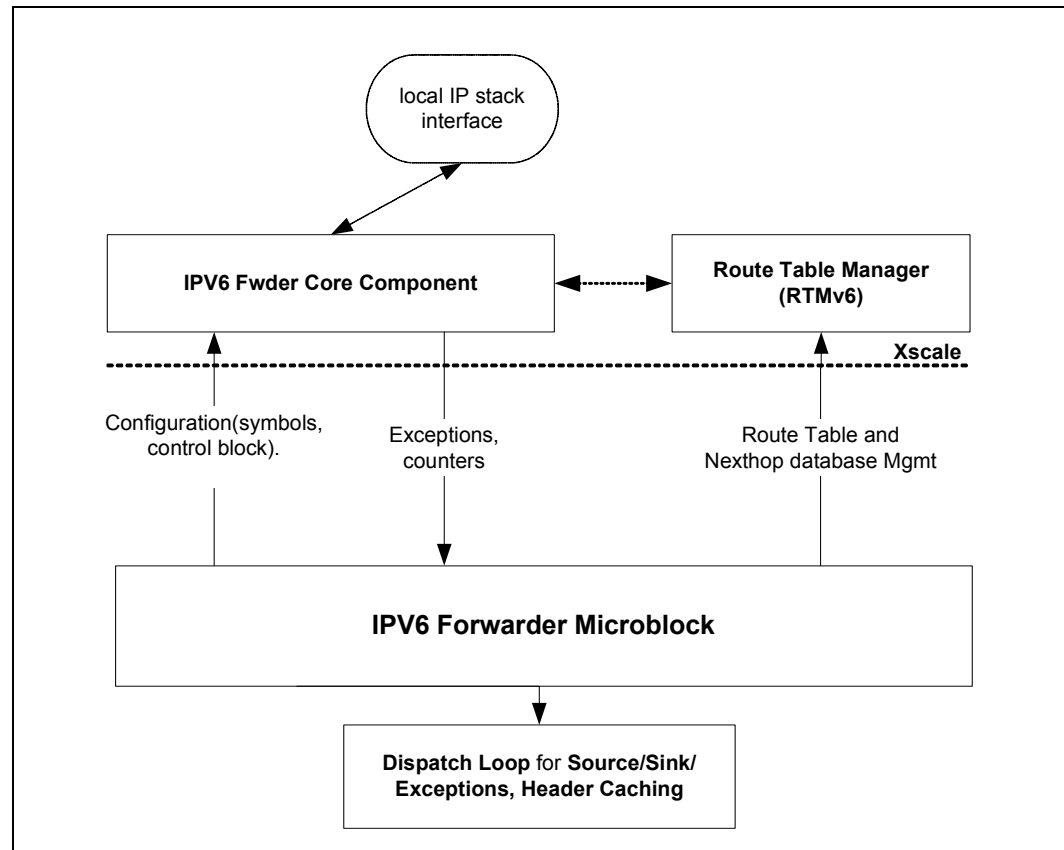 local IP stack
interface
IPV6 Fwder Core Component
Route Table Manager
(RTMv6)
Xscale
Configuration(symbols,
control block).
Exceptions,
counters
Route Table and
Nexthop database Mgmt
IPV6 Forwarder Microblock
Dispatch Loop for Source/Sink/
Exceptions, Header Caching